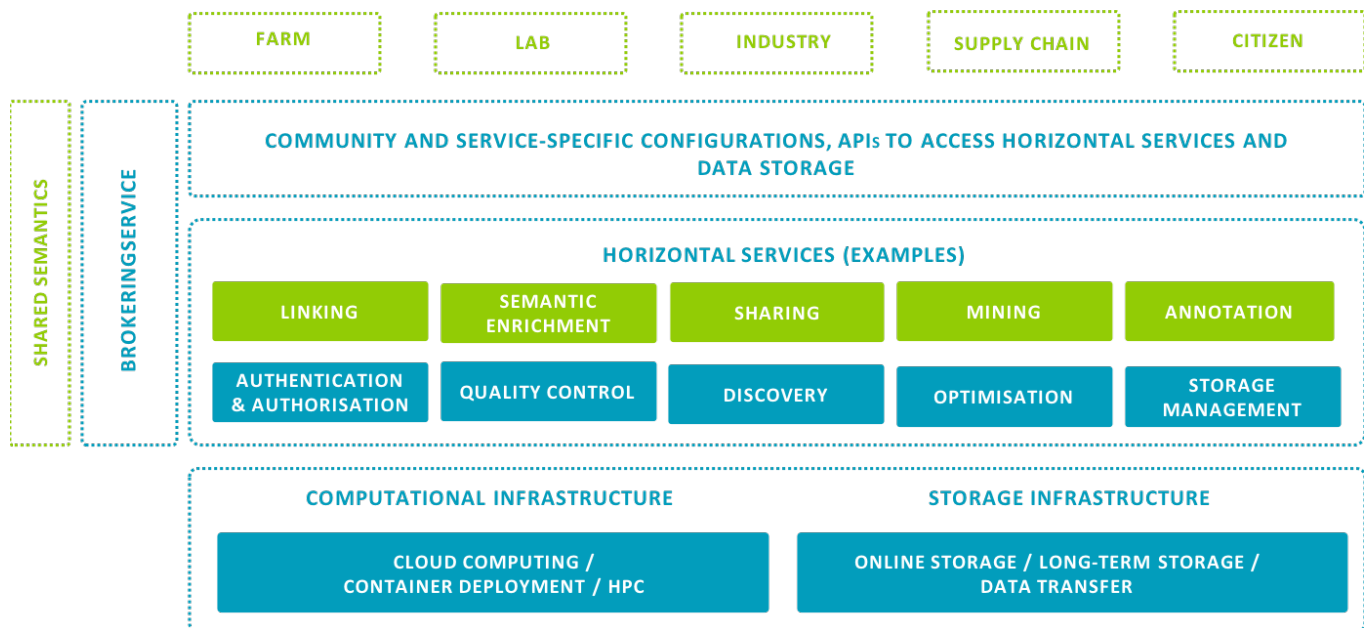 FARM
LAB
INDUSTRY
SUPPLY CHAIN
CITIZEN
SHARED SEMANTICS
BROKERINGSERVICE
COMMUNITY AND SERVICE-SPECIFIC CONFIGURATIONS, APIs TO ACCESS HORIZONTAL SERVICES AND
DATA STORAGE
HORIZONTAL SERVICES (EXAMPLES)
LINKING
SEMANTIC
ENRICHMENT
SHARING
MINING
ANNOTATION
AUTHENTICATION
& AUTHORISATION
QUALITY CONTROL
DISCOVERY
OPTIMISATION
STORAGE
MANAGEMENT
COMPUTATIONAL INFRASTRUCTURE
CLOUD COMPUTING /
CONTAINER DEPLOYMENT / HPC
STORAGE INFRASTRUCTURE
ONLINE STORAGE / LONG-TERM STORAGE /
DATA TRANSFER